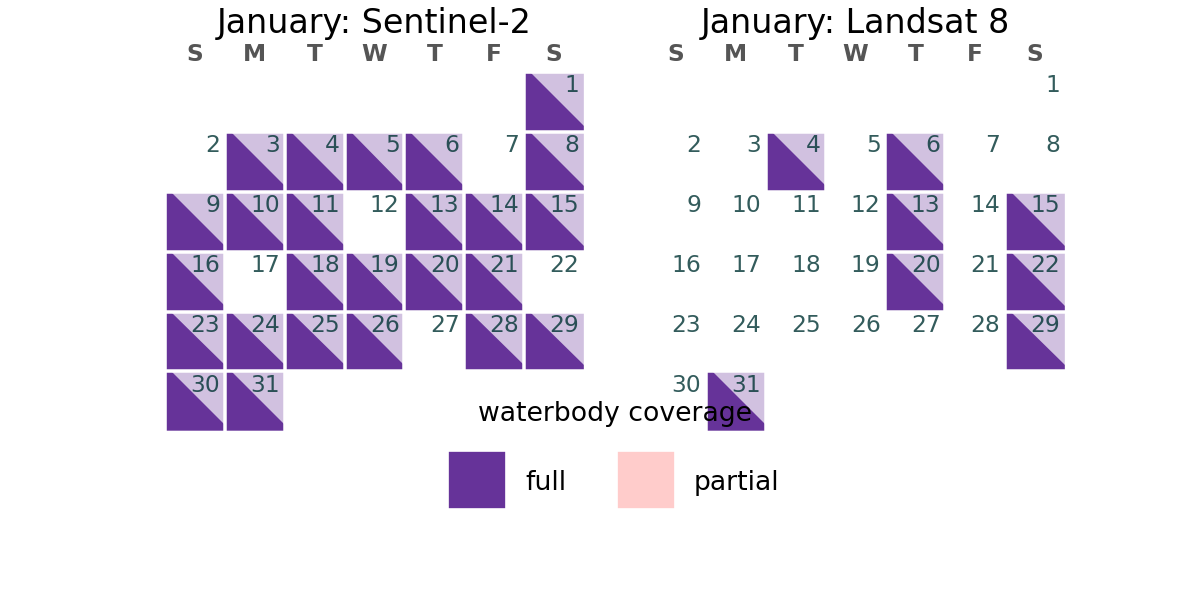 January: Sentinel-2
S M T W T F S
1
2 3 4 5 6 7 8
9 10 11 12 13 14 15
16 17 18 19 20 21 22
23 24 25 26 27 28 29
30 31
January: Landsat 8
S M T W T F S
1
2 3 4 5 6 7 8
9 10 11 12 13 14 15
16 17 18 19 20 21 22
23 24 25 26 27 28 29
30 31
waterbody coverage
full partial